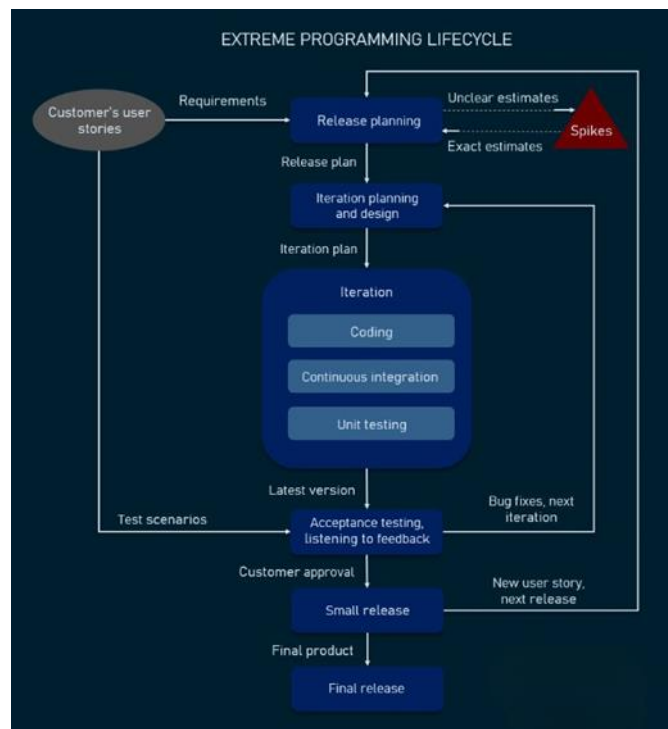 EXTREME PROGRAMMING LIFECYCLE
Customer's user
stories
Requirements
Release planning
Unclear estimates
Spikes
Exact estimates
Release plan
Iteration planning
and design
Iteration plan
Iteration
Coding
Continuous integration
Unit testing
Latest version
Test scenarios
Acceptance testing,
listening to feedback
Bug fixes, next
iteration
Customer approval
Small release
New user story,
next release
Final product
Final release